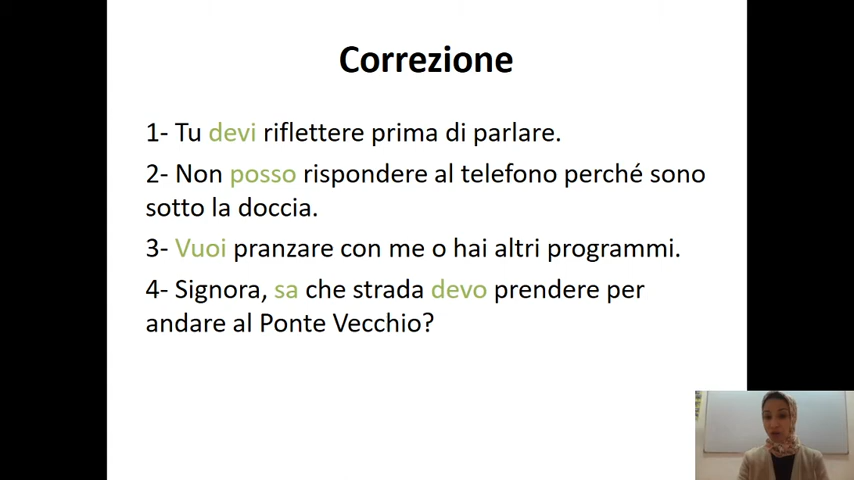 Correzione
1- Tu devi riflettere prima di parlare.
2- Non posso rispondere al telefono perché sono
sotto la doccia.
3- Vuoi pranzare con me o hai altri programmi.
4- Signora, sa che strada devo prendere per
andare al Ponte Vecchio?